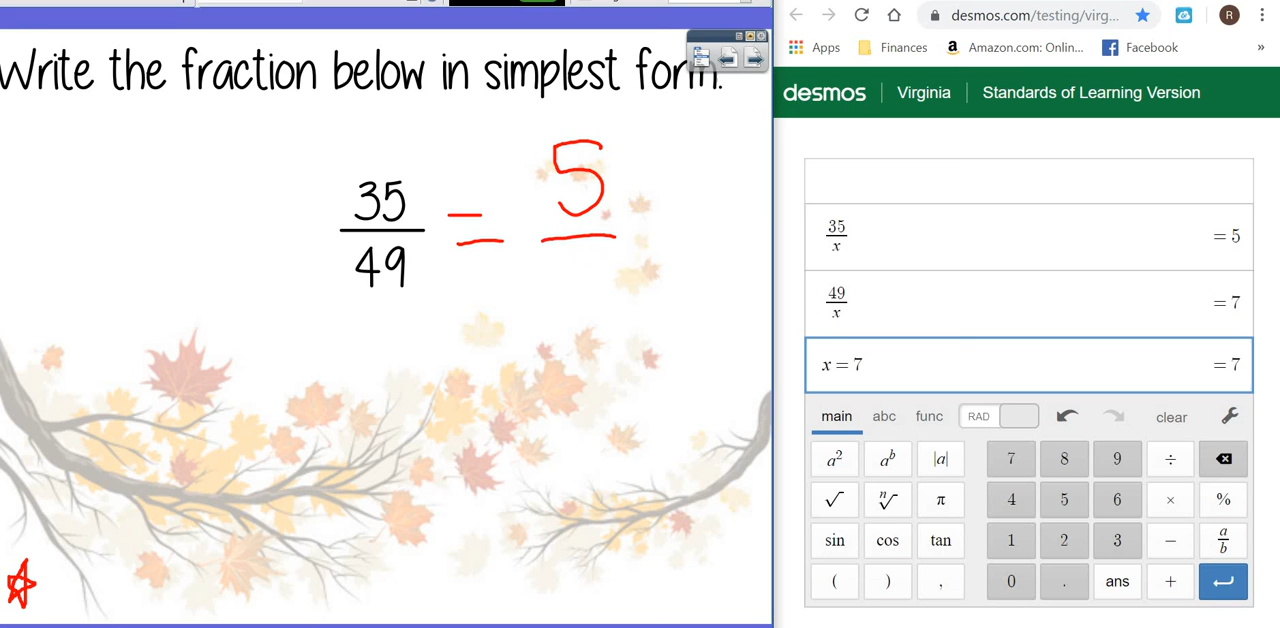 Write the fraction below in simplest form.
35
49
=
5
desmos.com/testing/virg...
R
Apps
Finances
a
Amazon.com: Onlin...
Facebook
»
desmos
Virginia
Standards of Learning Version
35
x
= 5
49
x
= 7
x = 7
= 7
main
abc
func
RAD
clear
a² aᵇ |a| 7 8 9 ÷
√ ⁿ√ π 4 5 6 × %
sin cos tan 1 2 3 − a/b
( ) , 0 . ans +